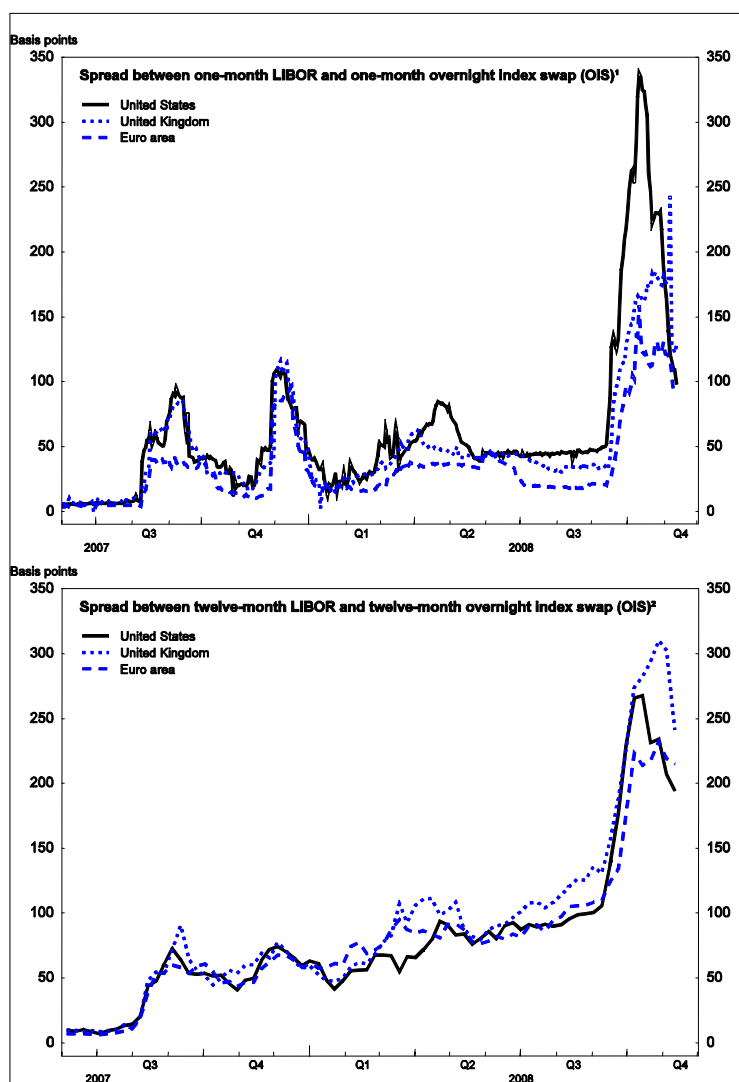 Basis points
350 350
Spread between one-month LIBOR and one-month overnight index swap (OIS)¹
United States
300 United Kingdom 300
Euro area
250 250
200 200
150 150
100 100
50 50
0 0
Q3 Q4 Q1 Q2 Q3 Q4
2007 2008
Basis points
350 350
Spread between twelve-month LIBOR and twelve-month overnight index swap (OIS)²
United States
300 United Kingdom 300
Euro area
250 250
200 200
150 150
100 100
50 50
0 0
Q3 Q4 Q1 Q2 Q3 Q4
2007 2008